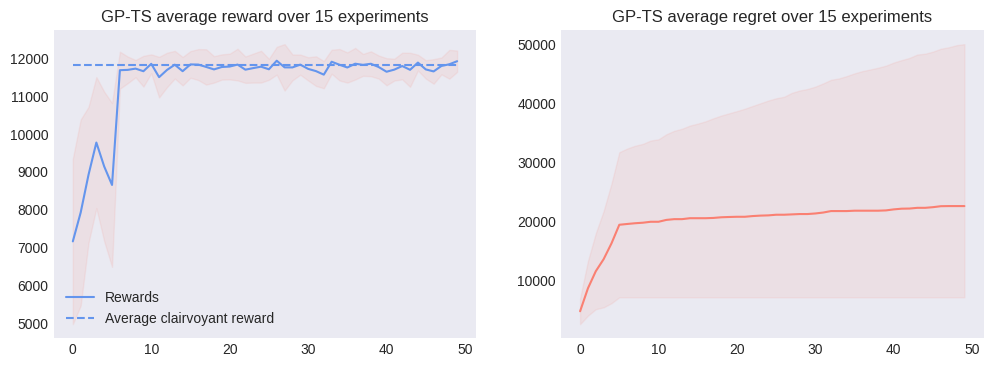 GP-TS average reward over 15 experiments
12000
11000
10000
9000
8000
7000
6000
5000
Rewards
Average clairvoyant reward
0 10 20 30 40 50
GP-TS average regret over 15 experiments
50000
40000
30000
20000
10000
0 10 20 30 40 50